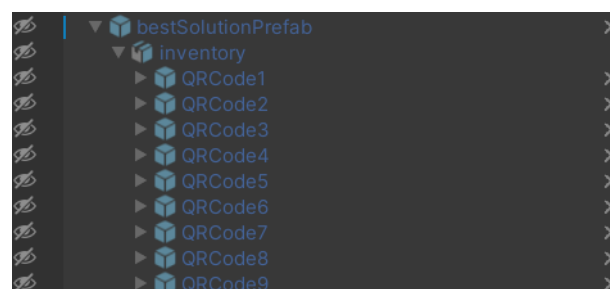 bestSolutionPrefab
inventory
QRCode1
QRCode2
QRCode3
QRCode4
QRCode5
QRCode6
QRCode7
QRCode8
QRCode9